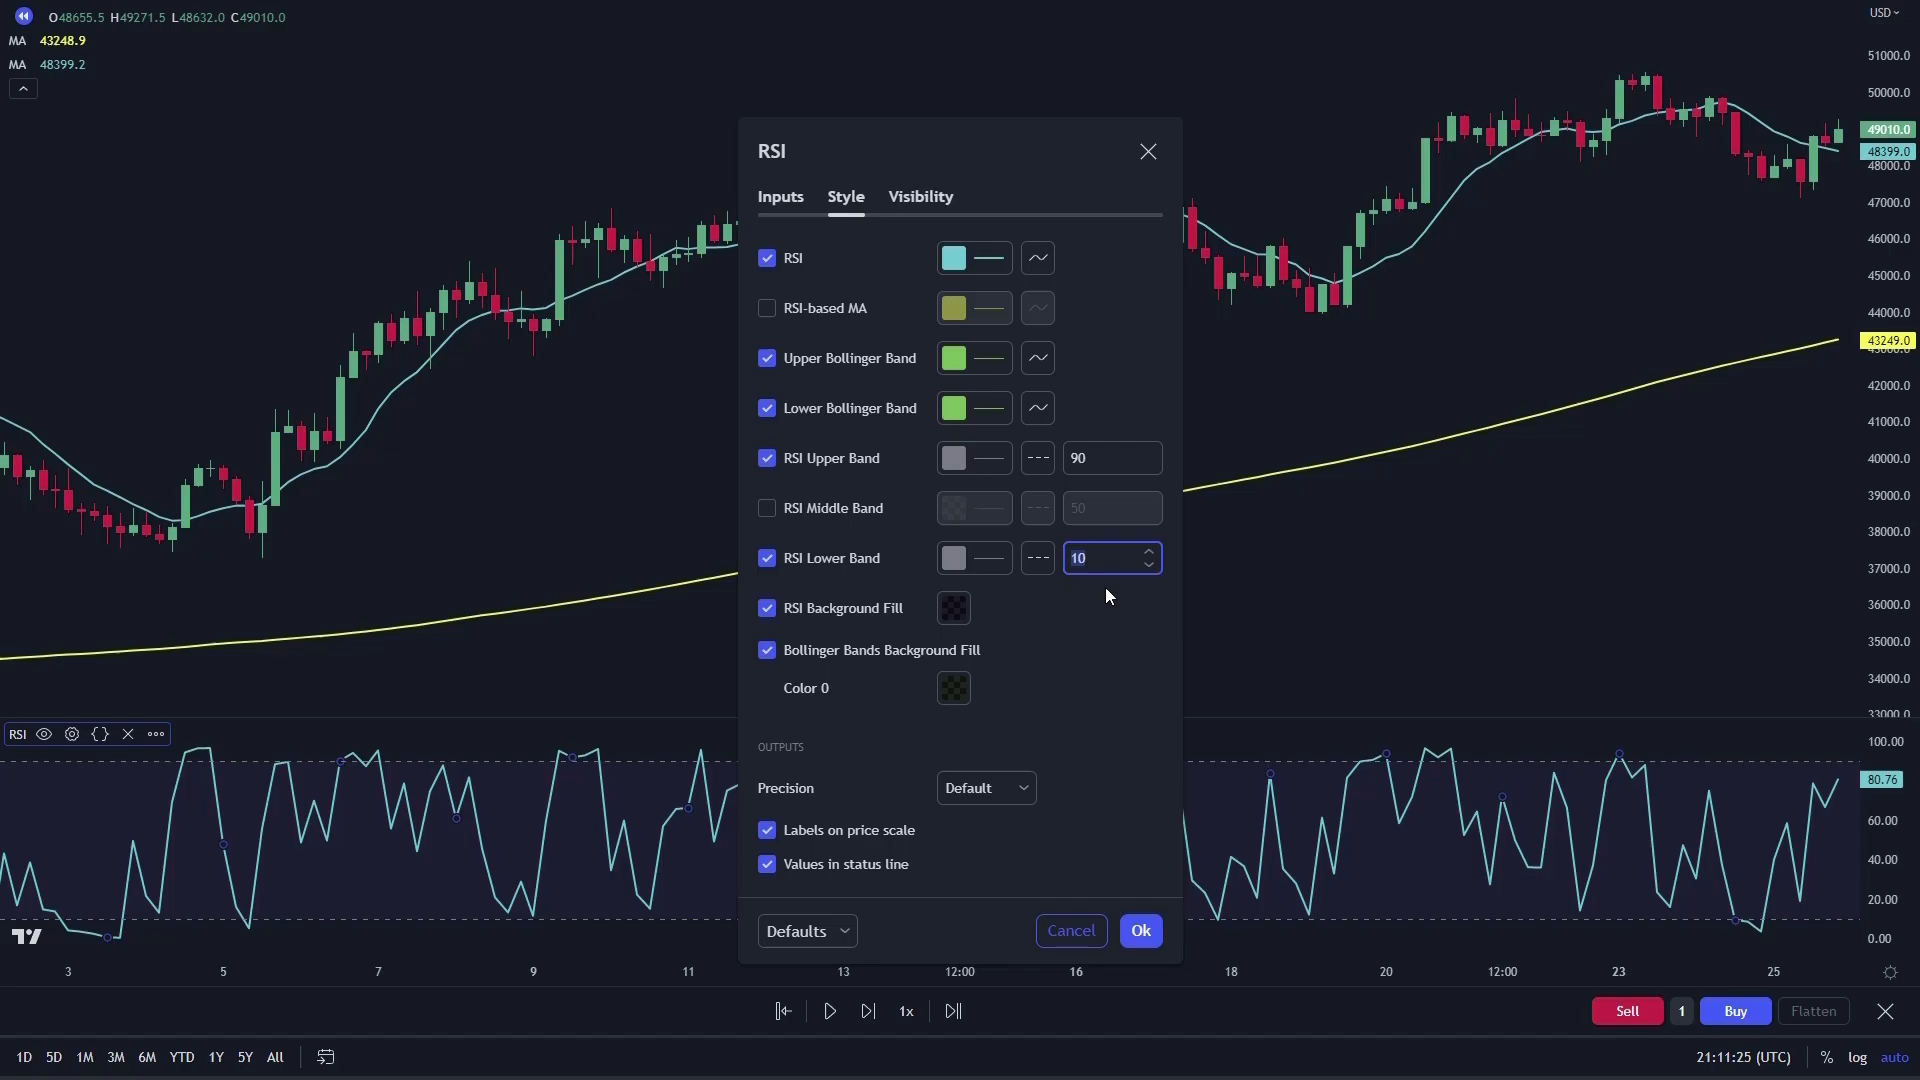 O48655.5 H49271.5 L48632.0 C49010.0
USD
MA 43248.9
MA 48399.2
51000.0
50000.0
49010.0
48399.0
48000.0
47000.0
46000.0
45000.0
44000.0
43249.0
43000.0
42000.0
41000.0
40000.0
39000.0
38000.0
37000.0
36000.0
35000.0
34000.0
33000.0
RSI
Inputs Style Visibility
RSI
RSI-based MA
Upper Bollinger Band
Lower Bollinger Band
RSI Upper Band 90
RSI Middle Band 50
RSI Lower Band 10
RSI Background Fill
Bollinger Bands Background Fill
Color 0
OUTPUTS
Precision Default
Labels on price scale
Values in status line
Defaults Cancel Ok
RSI
100.00
80.76
60.00
40.00
20.00
0.00
3 5 7 9 11 13 12:00 16 18 20 12:00 23 25
1x
Sell 1 Buy Flatten
1D 5D 1M 3M 6M YTD 1Y 5Y All
21:11:25 (UTC) % log auto